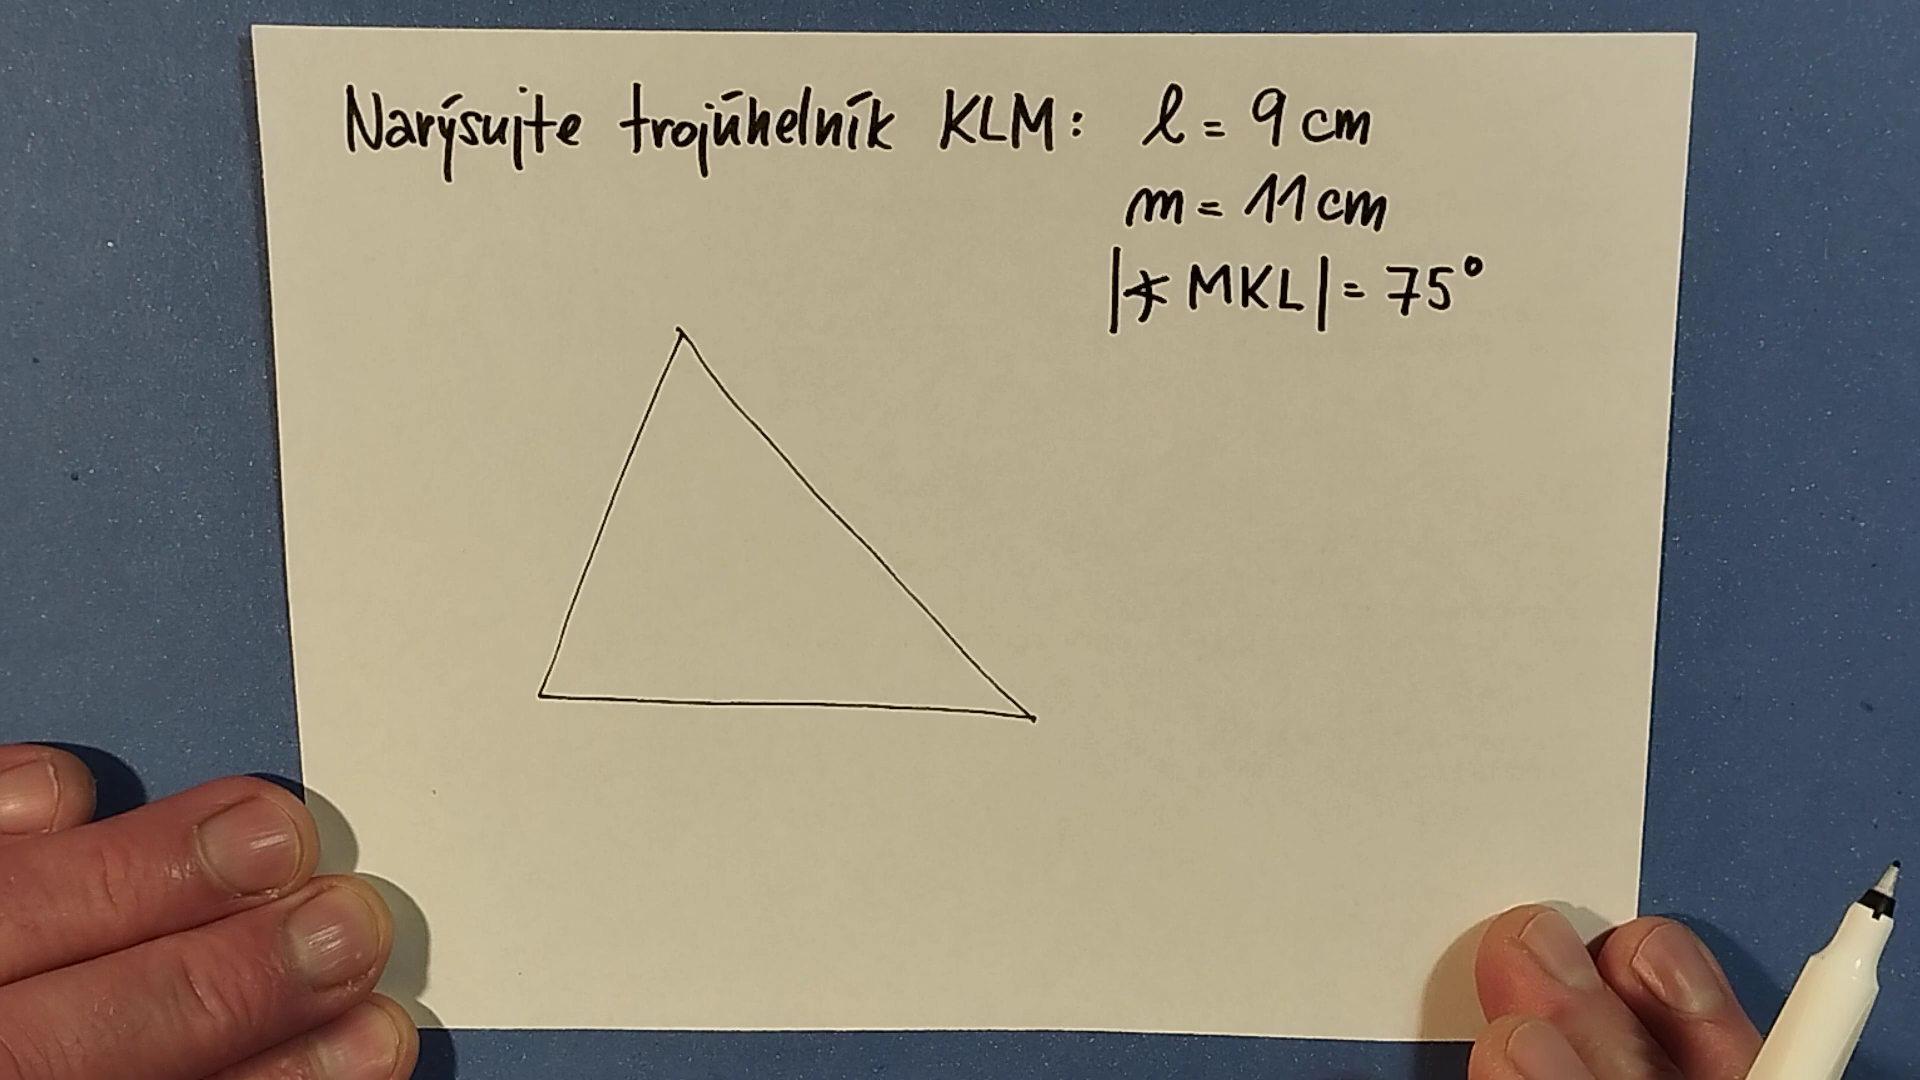 Narýsujte trojúhelník KLM: l = 9 cm
m = 11 cm
|∢ MKL| = 75°